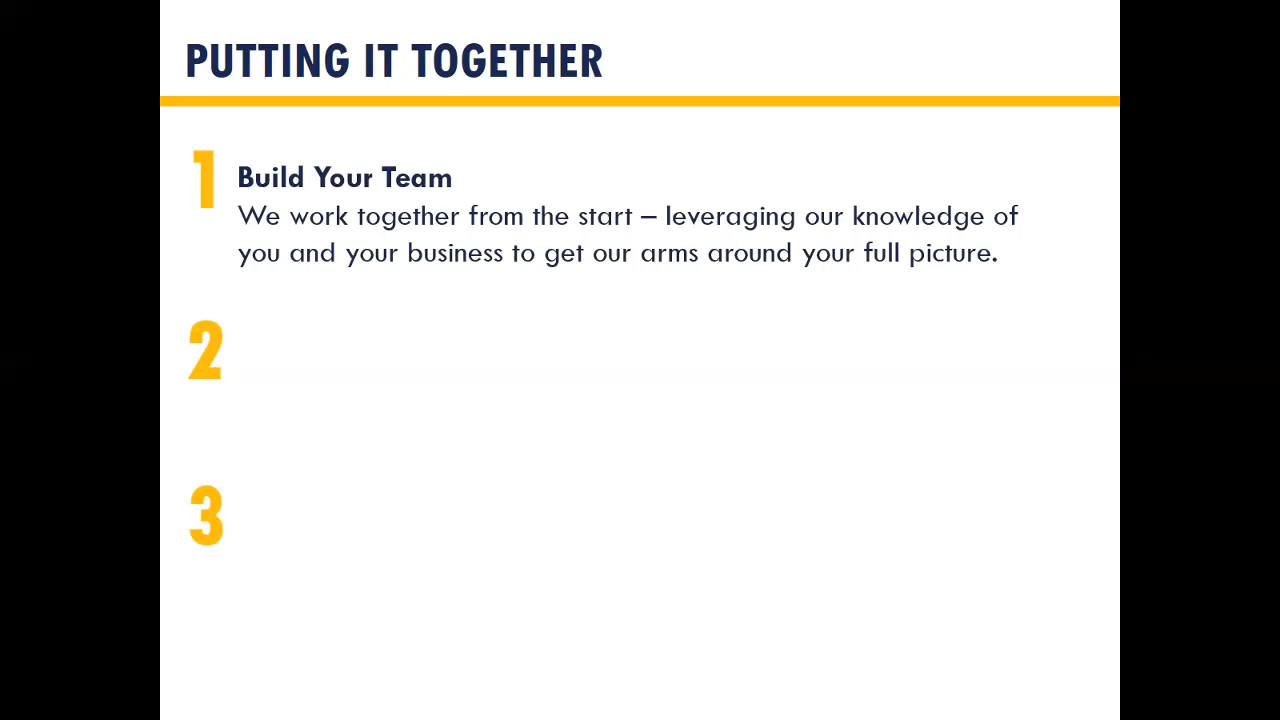 PUTTING IT TOGETHER
1
Build Your Team
We work together from the start – leveraging our knowledge of
you and your business to get our arms around your full picture.
2
3